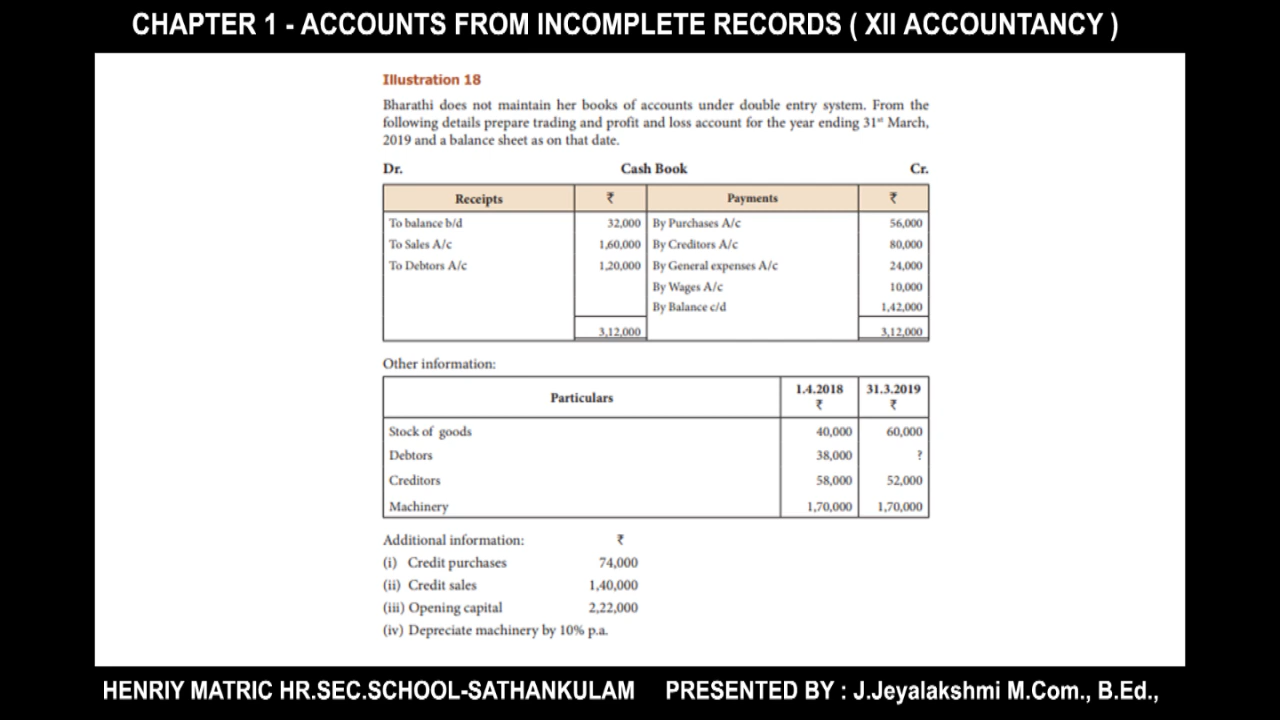 CHAPTER 1 - ACCOUNTS FROM INCOMPLETE RECORDS ( XII ACCOUNTANCY )
Illustration 18
Bharathi does not maintain her books of accounts under double entry system. From the
following details prepare trading and profit and loss account for the year ending 31st March,
2019 and a balance sheet as on that date.
Dr. Cash Book Cr.
Receipts ₹ Payments ₹
To balance b/d 32,000 By Purchases A/c 56,000
To Sales A/c 1,60,000 By Creditors A/c 80,000
To Debtors A/c 1,20,000 By General expenses A/c 24,000
By Wages A/c 10,000
By Balance c/d 1,42,000
3,12,000 3,12,000
Other information:
Particulars 1.4.2018 ₹ 31.3.2019 ₹
Stock of goods 40,000 60,000
Debtors 38,000 ?
Creditors 58,000 52,000
Machinery 1,70,000 1,70,000
Additional information: ₹
(i) Credit purchases 74,000
(ii) Credit sales 1,40,000
(iii) Opening capital 2,22,000
(iv) Depreciate machinery by 10% p.a.
HENRIY MATRIC HR.SEC.SCHOOL-SATHANKULAM PRESENTED BY : J.Jeyalakshmi M.Com., B.Ed.,